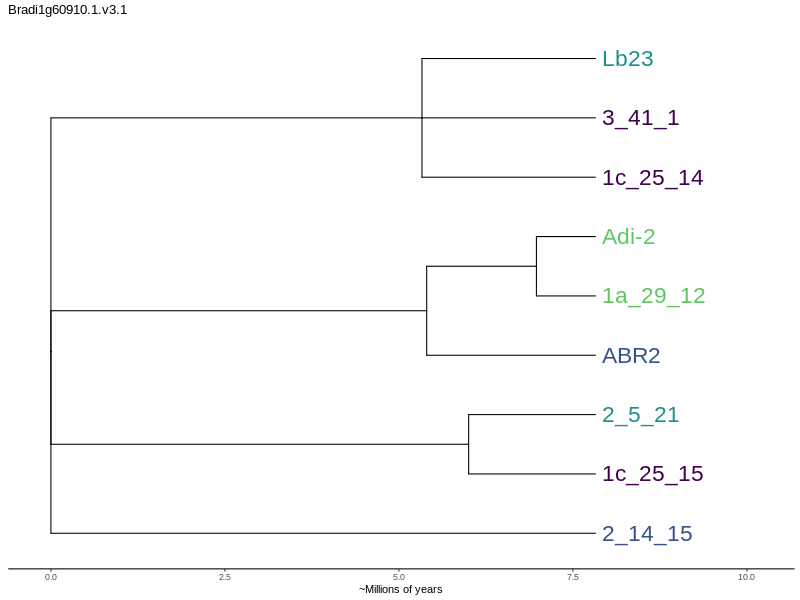 Bradi1g60910.1.v3.1
Lb23
3_41_1
1c_25_14
Adi-2
1a_29_12
ABR2
2_5_21
1c_25_15
2_14_15
0.0 2.5 5.0 7.5 10.0
~Millions of years